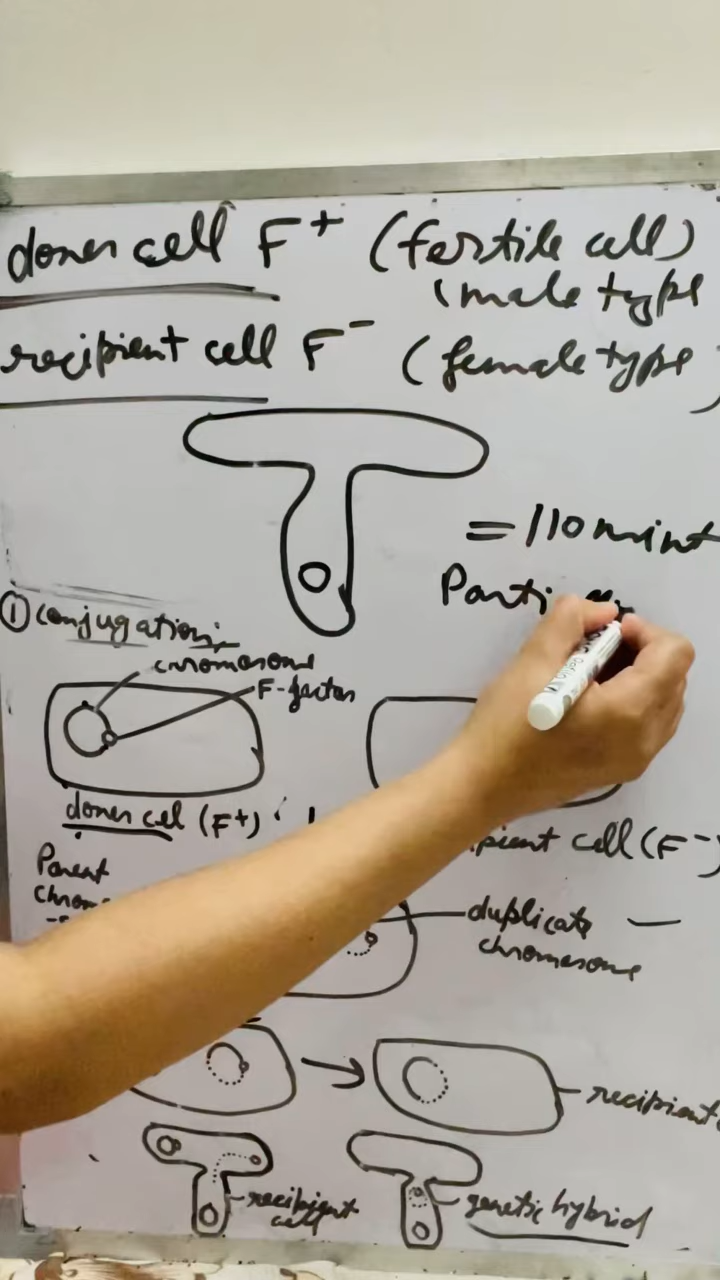 doner cell F+ (fertile cell)
(male type
recipient cell F- (female type)
= 110 mint
Parti
① conjugation:
chromosome
F-factor
doner cel (F+)
cell (F-)
Parent
duplicate
chromosome
recipient
recipient
cell
genetic hybrid